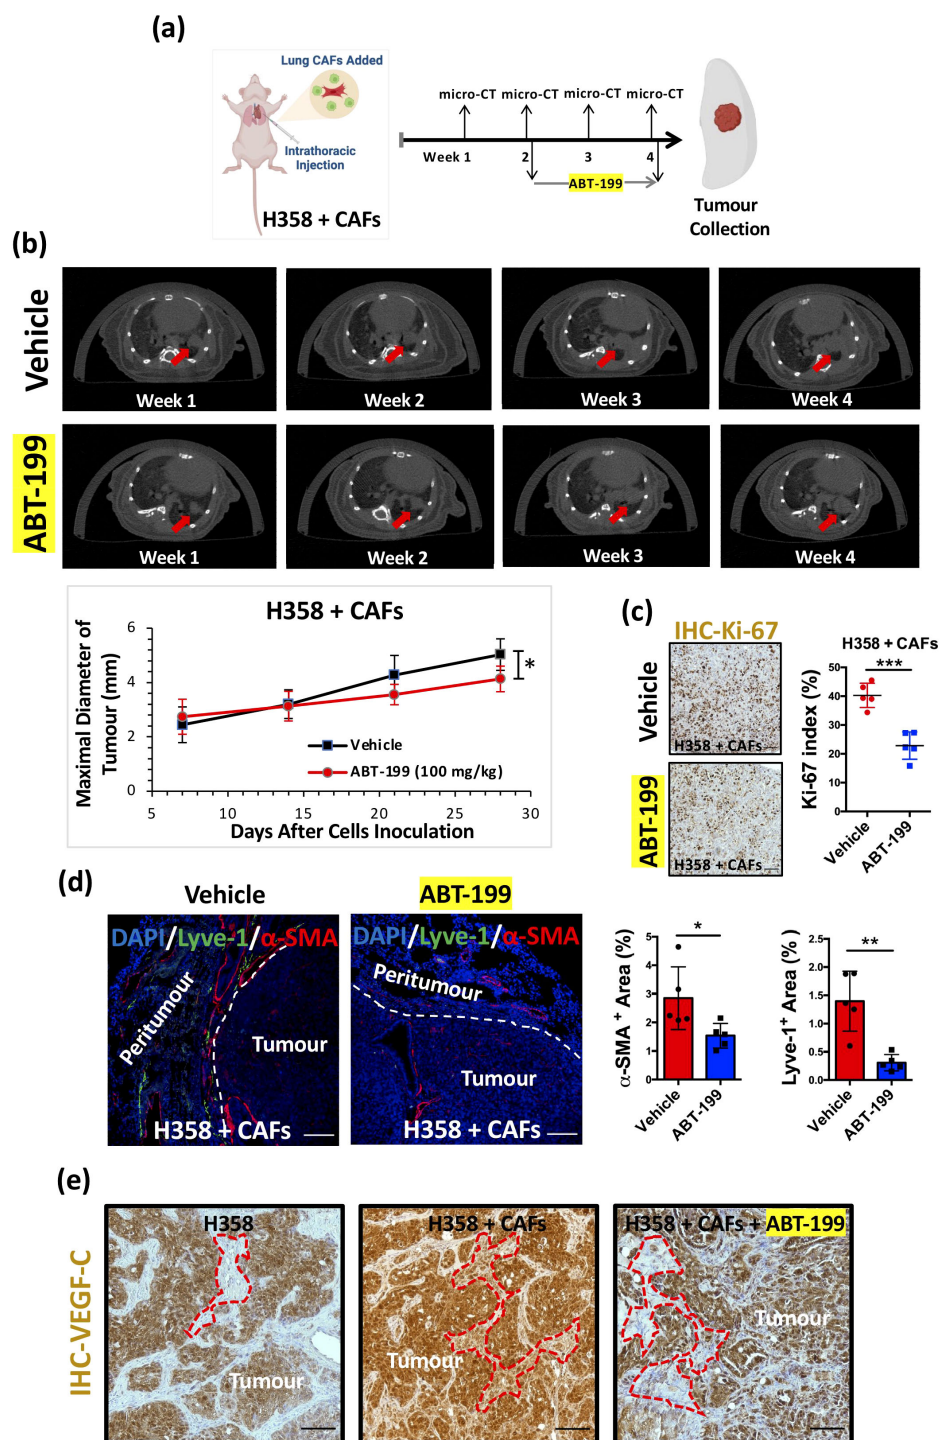 (a)
Lung CAFs Added
Intrathoracic
Injection
H358 + CAFs
micro-CT micro-CT micro-CT micro-CT
Week 1 2 3 4
ABT-199
Tumour
Collection
(b)
Vehicle
Week 1 Week 2 Week 3 Week 4
ABT-199
Week 1 Week 2 Week 3 Week 4
H358 + CAFs
Maximal Diameter of
Tumour (mm)
6
4
2
0
*
Vehicle
ABT-199 (100 mg/kg)
5 10 15 20 25 30
Days After Cells Inoculation
(c)
IHC-Ki-67
Vehicle
H358 + CAFs
ABT-199
H358 + CAFs
H358 + CAFs
***
Ki-67 index (%)
50
40
30
20
10
0
Vehicle
ABT-199
(d)
Vehicle
DAPI/Lyve-1/α-SMA
Peritumour
Tumour
H358 + CAFs
ABT-199
DAPI/Lyve-1/α-SMA
Peritumour
Tumour
H358 + CAFs
α-SMA + Area (%)
5
4
3
2
1
0
*
Vehicle
ABT-199
Lyve-1+ Area (% )
2.5
2.0
1.5
1.0
0.5
0.0
**
Vehicle
ABT-199
(e)
IHC-VEGF-C
H358
Tumour
H358 + CAFs
Tumour
H358 + CAFs + ABT-199
Tumour